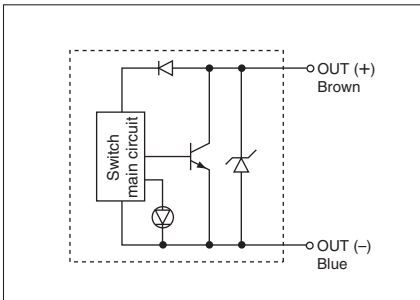 OUT (+)
Brown
Switch
main circuit
OUT (–)
Blue